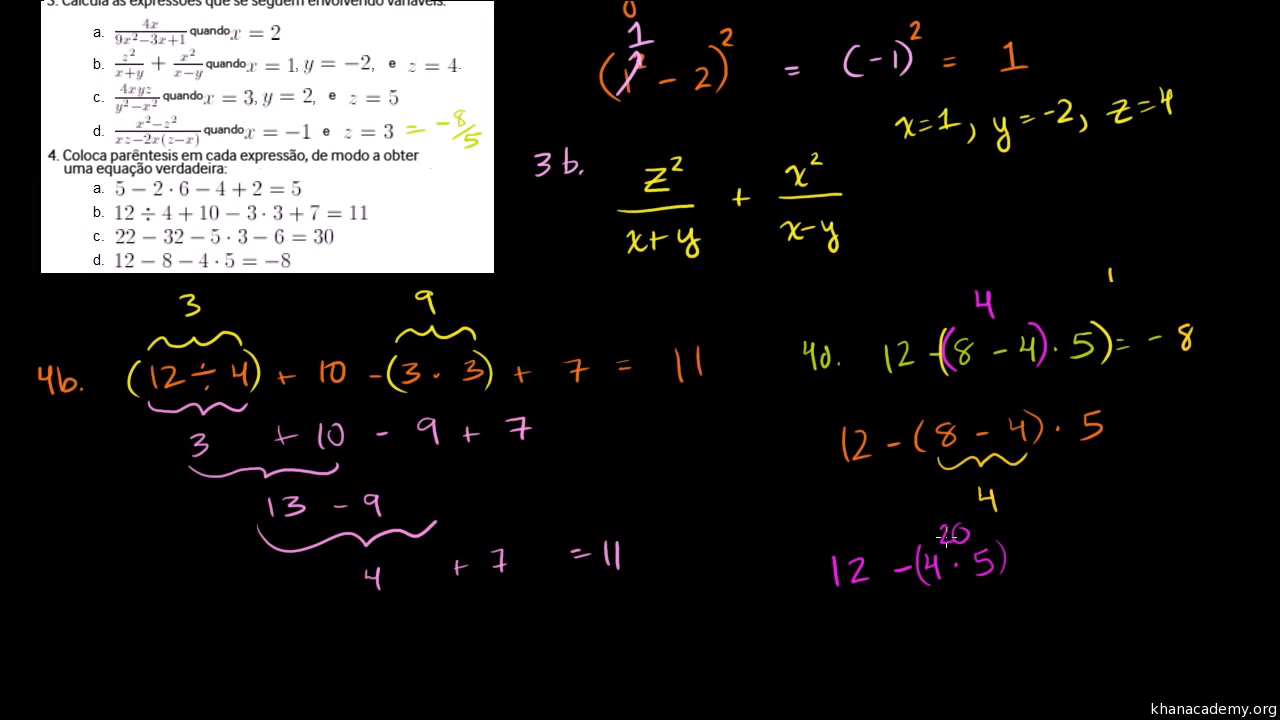 3. Calcula as expressões que se seguem envolvendo variáveis:
a. 4x/(9x²−3x+1) quando x = 2
b. z²/(x+y) + x²/(x−y) quando x = 1, y = −2, e z = 4.
c. 4xyz/(y²−x²) quando x = 3, y = 2, e z = 5
d. (x²−z²)/(xz−2x(z−x)) quando x = −1 e z = 3 = -8/5
4. Coloca parêntesis em cada expressão, de modo a obter
uma equação verdadeira:
a. 5 − 2 · 6 − 4 + 2 = 5
b. 12 ÷ 4 + 10 − 3 · 3 + 7 = 11
c. 22 − 32 − 5 · 3 − 6 = 30
d. 12 − 8 − 4 · 5 = −8
0
1
(1² - 2)² = (-1)² = 1
x=1, y=-2, z=4
3b. z²/(x+y) + x²/(x-y)
3 9
4b. (12 ÷ 4) + 10 - (3 · 3) + 7 = 11
3 + 10 - 9 + 7
13 - 9
4 + 7 = 11
4
4d. 12 - ((8 - 4) · 5) = - 8
12 - (8 - 4) · 5
4
20
12 - (4 · 5)
khanacademy.org